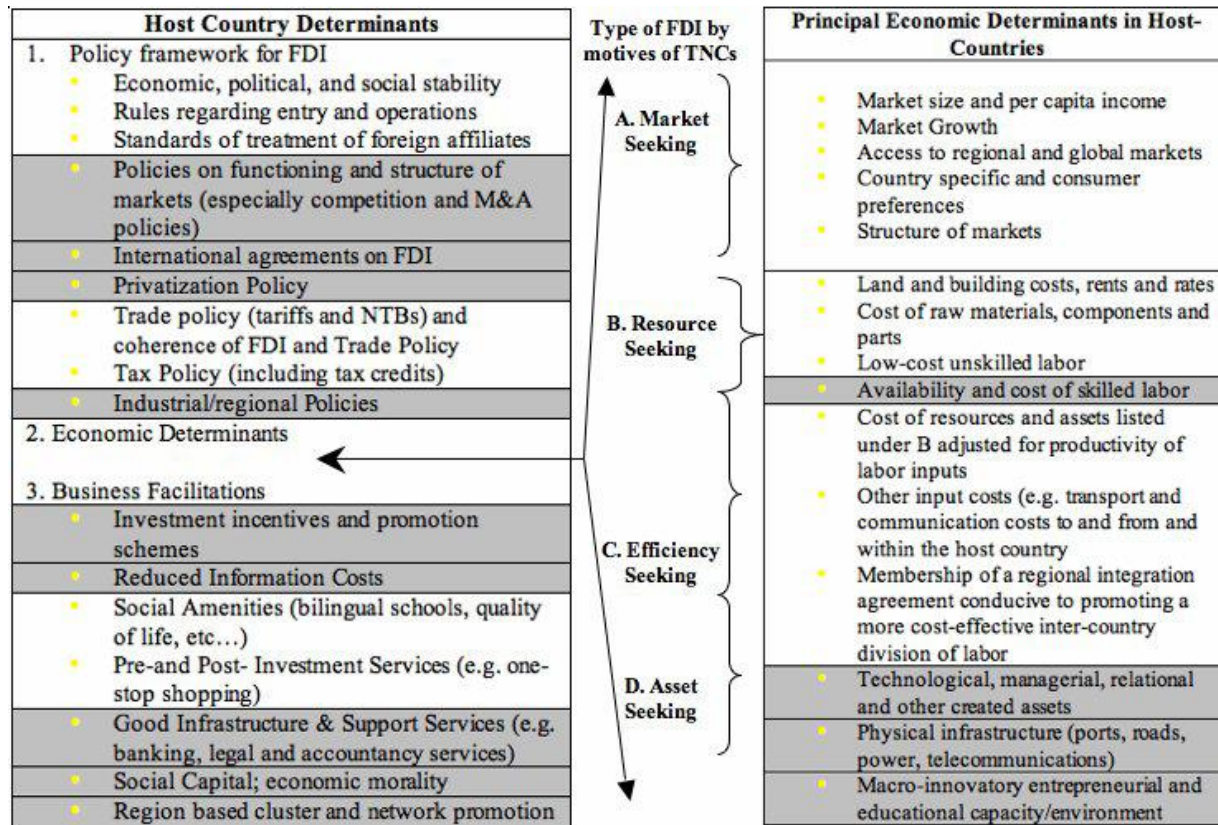 Host Country Determinants
1. Policy framework for FDI
Economic, political, and social stability
Rules regarding entry and operations
Standards of treatment of foreign affiliates
Policies on functioning and structure of
markets (especially competition and M&A
policies)
International agreements on FDI
Privatization Policy
Trade policy (tariffs and NTBs) and
coherence of FDI and Trade Policy
Tax Policy (including tax credits)
Industrial/regional Policies
2. Economic Determinants
3. Business Facilitations
Investment incentives and promotion
schemes
Reduced Information Costs
Social Amenities (bilingual schools, quality
of life, etc…)
Pre-and Post- Investment Services (e.g. one-
stop shopping)
Good Infrastructure & Support Services (e.g.
banking, legal and accountancy services)
Social Capital; economic morality
Region based cluster and network promotion
Type of FDI by
motives of TNCs
A. Market
Seeking
B. Resource
Seeking
C. Efficiency
Seeking
D. Asset
Seeking
Principal Economic Determinants in Host-
Countries
Market size and per capita income
Market Growth
Access to regional and global markets
Country specific and consumer
preferences
Structure of markets
Land and building costs, rents and rates
Cost of raw materials, components and
parts
Low-cost unskilled labor
Availability and cost of skilled labor
Cost of resources and assets listed
under B adjusted for productivity of
labor inputs
Other input costs (e.g. transport and
communication costs to and from and
within the host country
Membership of a regional integration
agreement conducive to promoting a
more cost-effective inter-country
division of labor
Technological, managerial, relational
and other created assets
Physical infrastructure (ports, roads,
power, telecommunications)
Macro-innovatory entrepreneurial and
educational capacity/environment